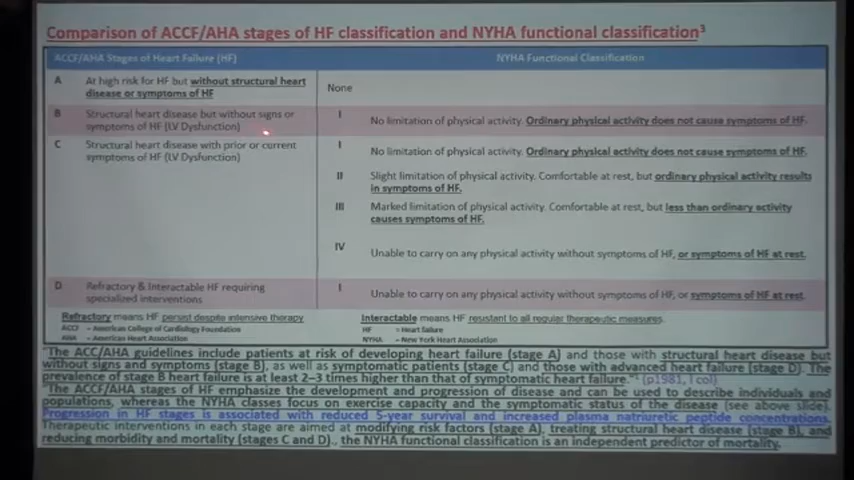 Comparison of ACCF/AHA stages of HF classification and NYHA functional classification³
ACCF/AHA Stages of Heart Failure (HF)
NYHA Functional Classification
A At high risk for HF but without structural heart
disease or symptoms of HF
None
B Structural heart disease but without signs or
symptoms of HF (LV Dysfunction)
I No limitation of physical activity. Ordinary physical activity does not cause symptoms of HF.
C Structural heart disease with prior or current
symptoms of HF (LV Dysfunction)
I No limitation of physical activity. Ordinary physical activity does not cause symptoms of HF.
II Slight limitation of physical activity. Comfortable at rest, but ordinary physical activity results
in symptoms of HF.
III Marked limitation of physical activity. Comfortable at rest, but less than ordinary activity
causes symptoms of HF.
IV Unable to carry on any physical activity without symptoms of HF, or symptoms of HF at rest.
D Refractory & Interactable HF requiring
specialized interventions
I Unable to carry on any physical activity without symptoms of HF, or symptoms of HF at rest.
Refractory means HF persist despite intensive therapy
ACCF – American College of Cardiology Foundation
AHA – American Heart Association
Interactable means HF resistant to all regular therapeutic measures.
HF = Heart failure
NYHA – New York Heart Association
"The ACC/AHA guidelines include patients at risk of developing heart failure (stage A) and those with structural heart disease but
without signs and symptoms (stage B), as well as symptomatic patients (stage C) and those with advanced heart failure (stage D). The
prevalence of stage B heart failure is at least 2–3 times higher than that of symptomatic heart failure." (p1981, I col)
"The ACCF/AHA stages of HF emphasize the development and progression of disease and can be used to describe individuals and
populations, whereas the NYHA classes focus on exercise capacity and the symptomatic status of the disease (see above slide).
Progression in HF stages is associated with reduced 5-year survival and increased plasma natriuretic peptide concentrations.
Therapeutic interventions in each stage are aimed at modifying risk factors (stage A), treating structural heart disease (stage B), and
reducing morbidity and mortality (stages C and D)., the NYHA functional classification is an independent predictor of mortality.